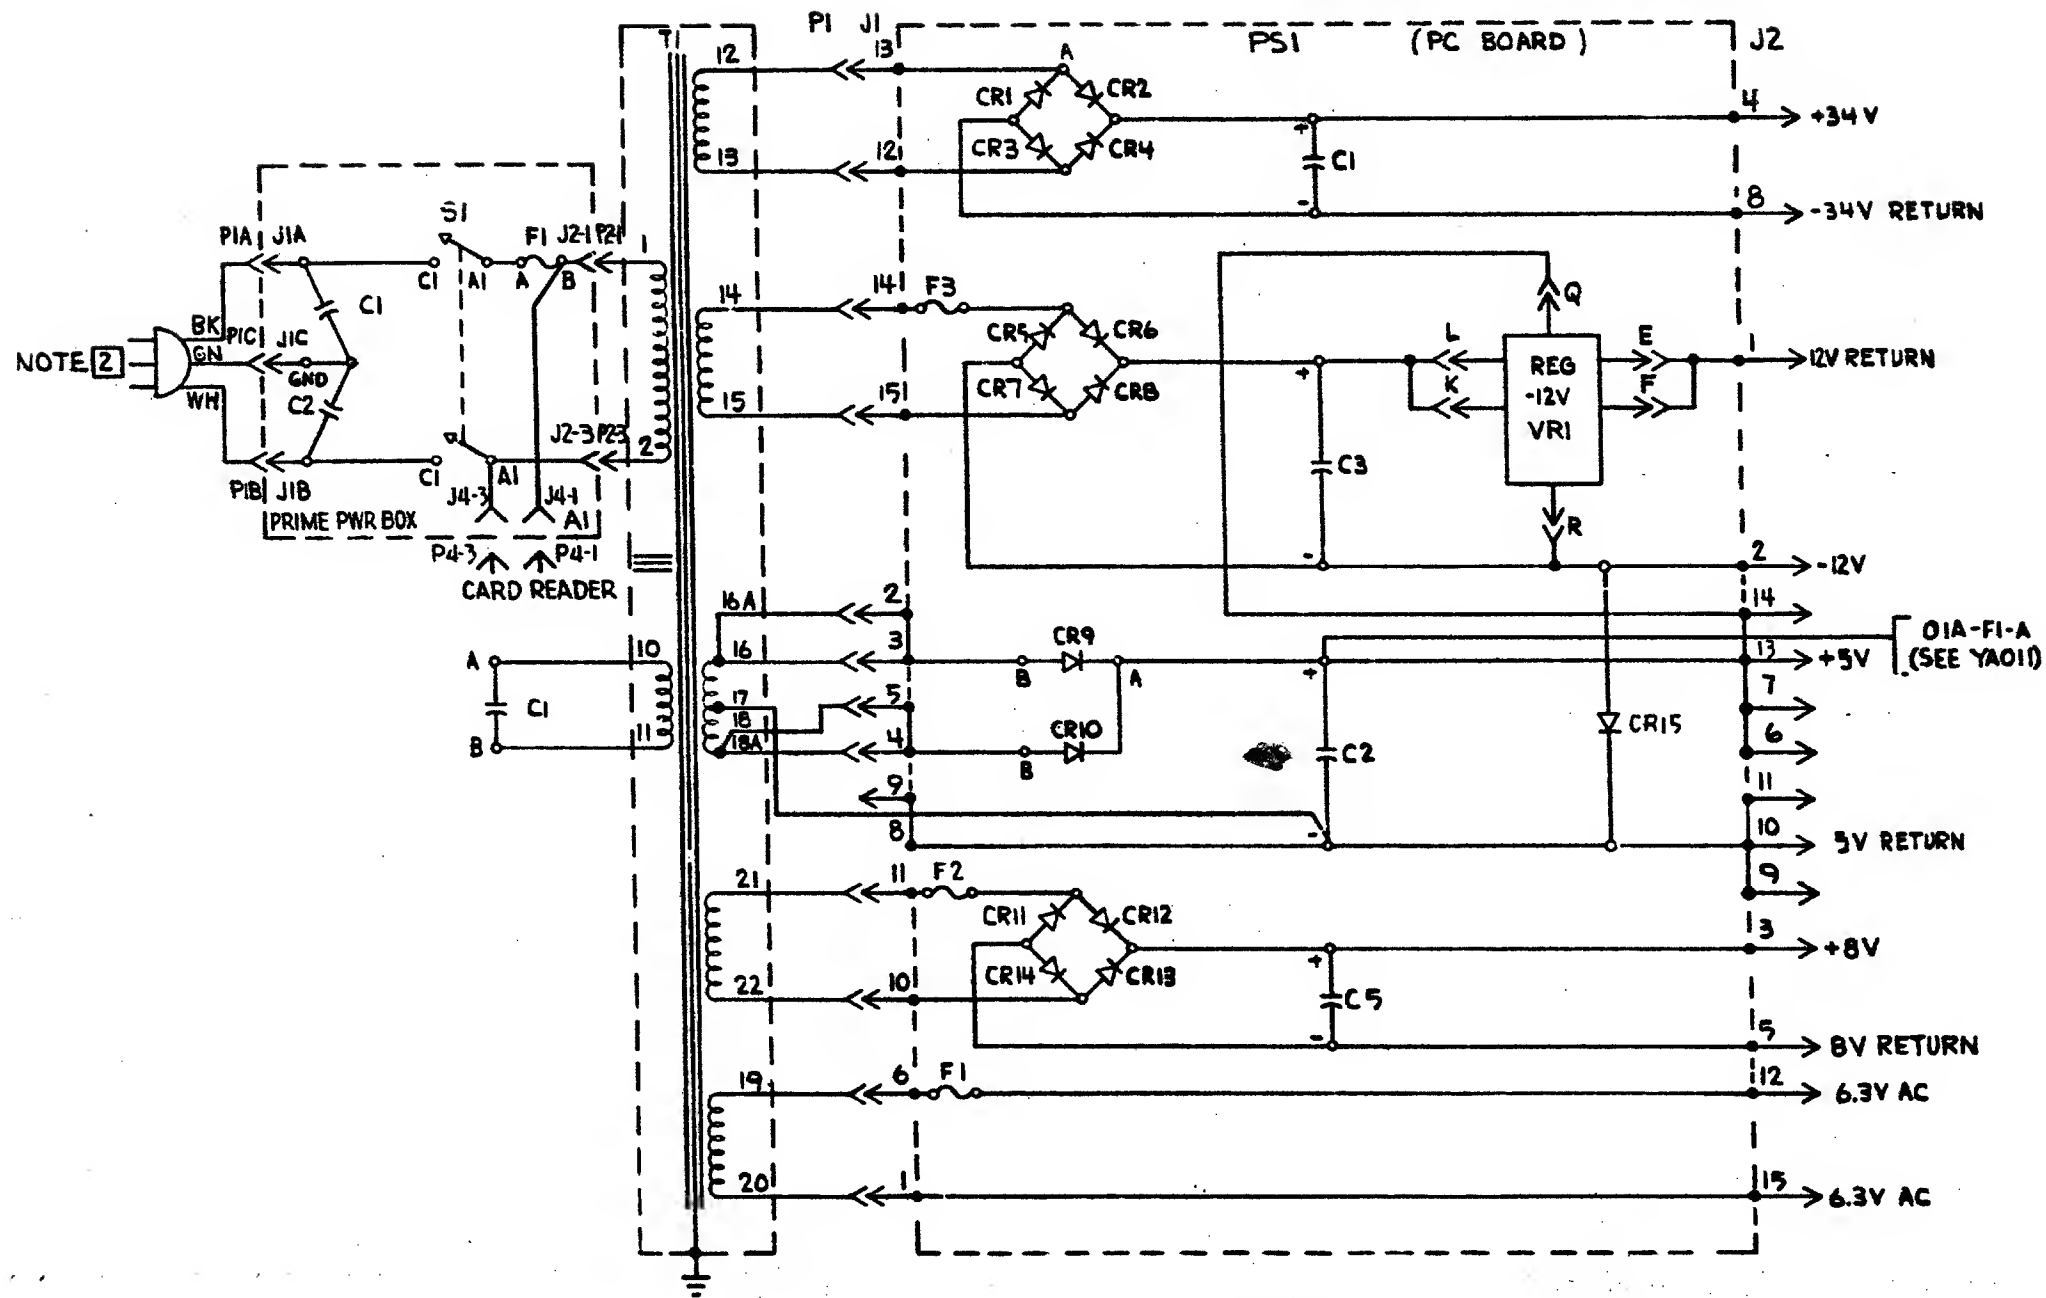 P1 J1 PS1 (PC BOARD) J2
T1
12 13 A
CR1 CR2
4 +34V
CR3 CR4
+ C1
13 12
-
8 -34V RETURN
S1
P1A J1A F1 J2-1 P21 1
C1 A1 A B
C1
14 14 F3
Q
BK P1C J1C
NOTE 2 GN
GND
WH C2
CR5 CR6
L E 1 12V RETURN
CR7 CR8
+ K F
REG
-12V
VR1
15 15
J2-3 P23 2
C3
P1B J1B C1 A1
J4-3 J4-1
PRIME PWR BOX A1
R
P4-3 P4-1
CARD READER
- 2 -12V
16A 2 14
01A-F1-A
(SEE YA011)
A 10 16 3 CR9
B A + 13 +5V
17 5 7
C1
18 CR15
B 11 18A 4 CR10
B C2 6
9 11
8 - 10 5V RETURN
21 11 F2 9
CR11 CR12
3 +8V
CR14 CR13
+ C5
22 10
- 5 8V RETURN
19 6 F1 12 6.3V AC
20 1 15 6.3V AC